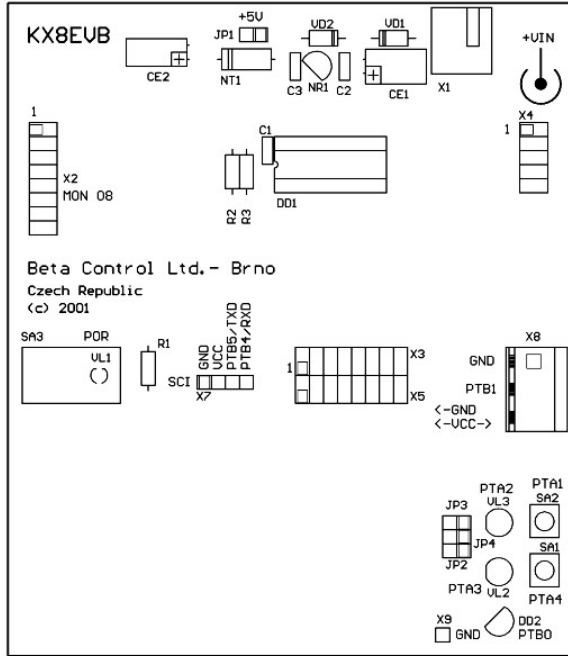 KX8EVB
+5V
JP1
VD2
VD1
+VIN
CE2
NT1
C3
NR1
C2
CE1
X1
1
X2
MON 08
C1
R2
R3
DD1
X4
1
Beta Control Ltd.- Brno
Czech Republic
(c) 2001
SA3
POR
VL1
R1
SCI
GND
VCC
PTB5/TXD
PTB4/RXD
X7
1
X3
X5
X8
GND
PTB1
<-GND
<-VCC->
PTA2
VL3
PTA1
SA2
JP3
JP4
JP2
SA1
PTA3
VL2
PTA4
X9
GND
DD2
PTB0